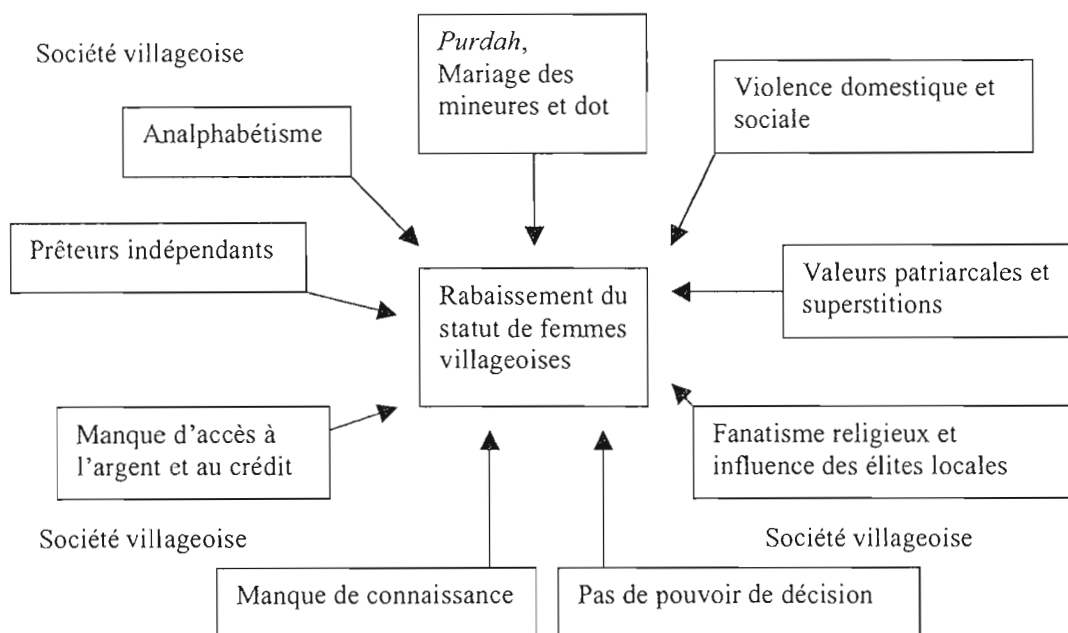 Société villageoise
Purdah,
Mariage des
mineures et dot
Violence domestique et
sociale
Analphabétisme
Prêteurs indépendants
Rabaissement du
statut de femmes
villageoises
Valeurs patriarcales et
superstitions
Manque d'accès à
l'argent et au crédit
Fanatisme religieux et
influence des élites locales
Société villageoise
Société villageoise
Manque de connaissance
Pas de pouvoir de décision